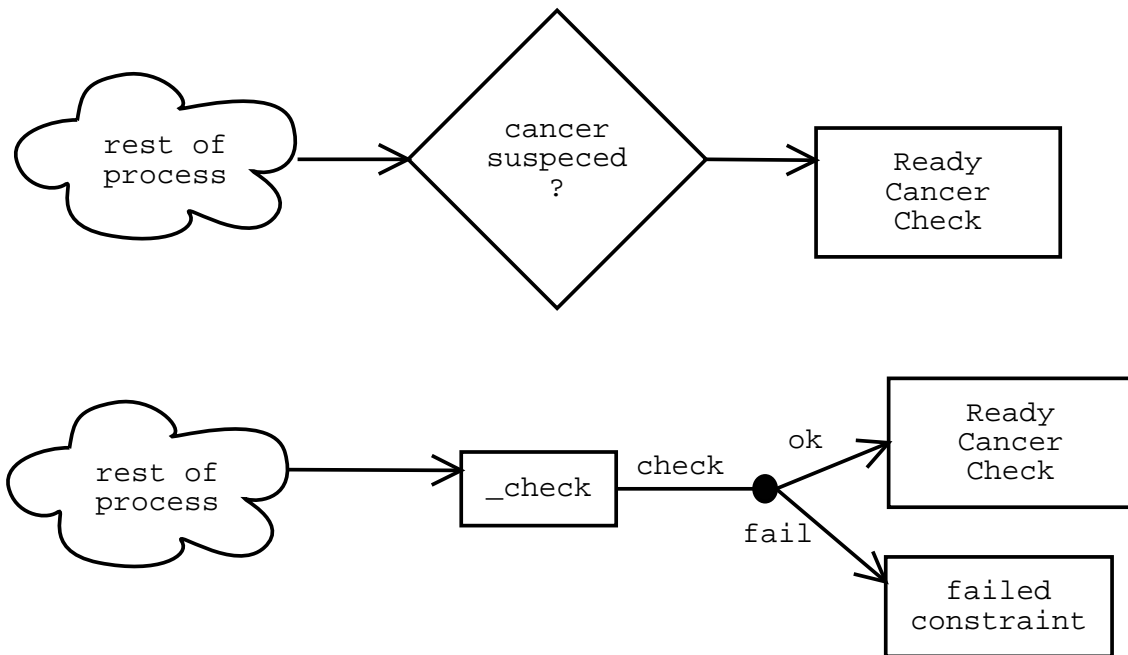 rest of
process
cancer
suspeced
?
Ready
Cancer
Check
rest of
process
_check
check
ok
fail
Ready
Cancer
Check
failed
constraint